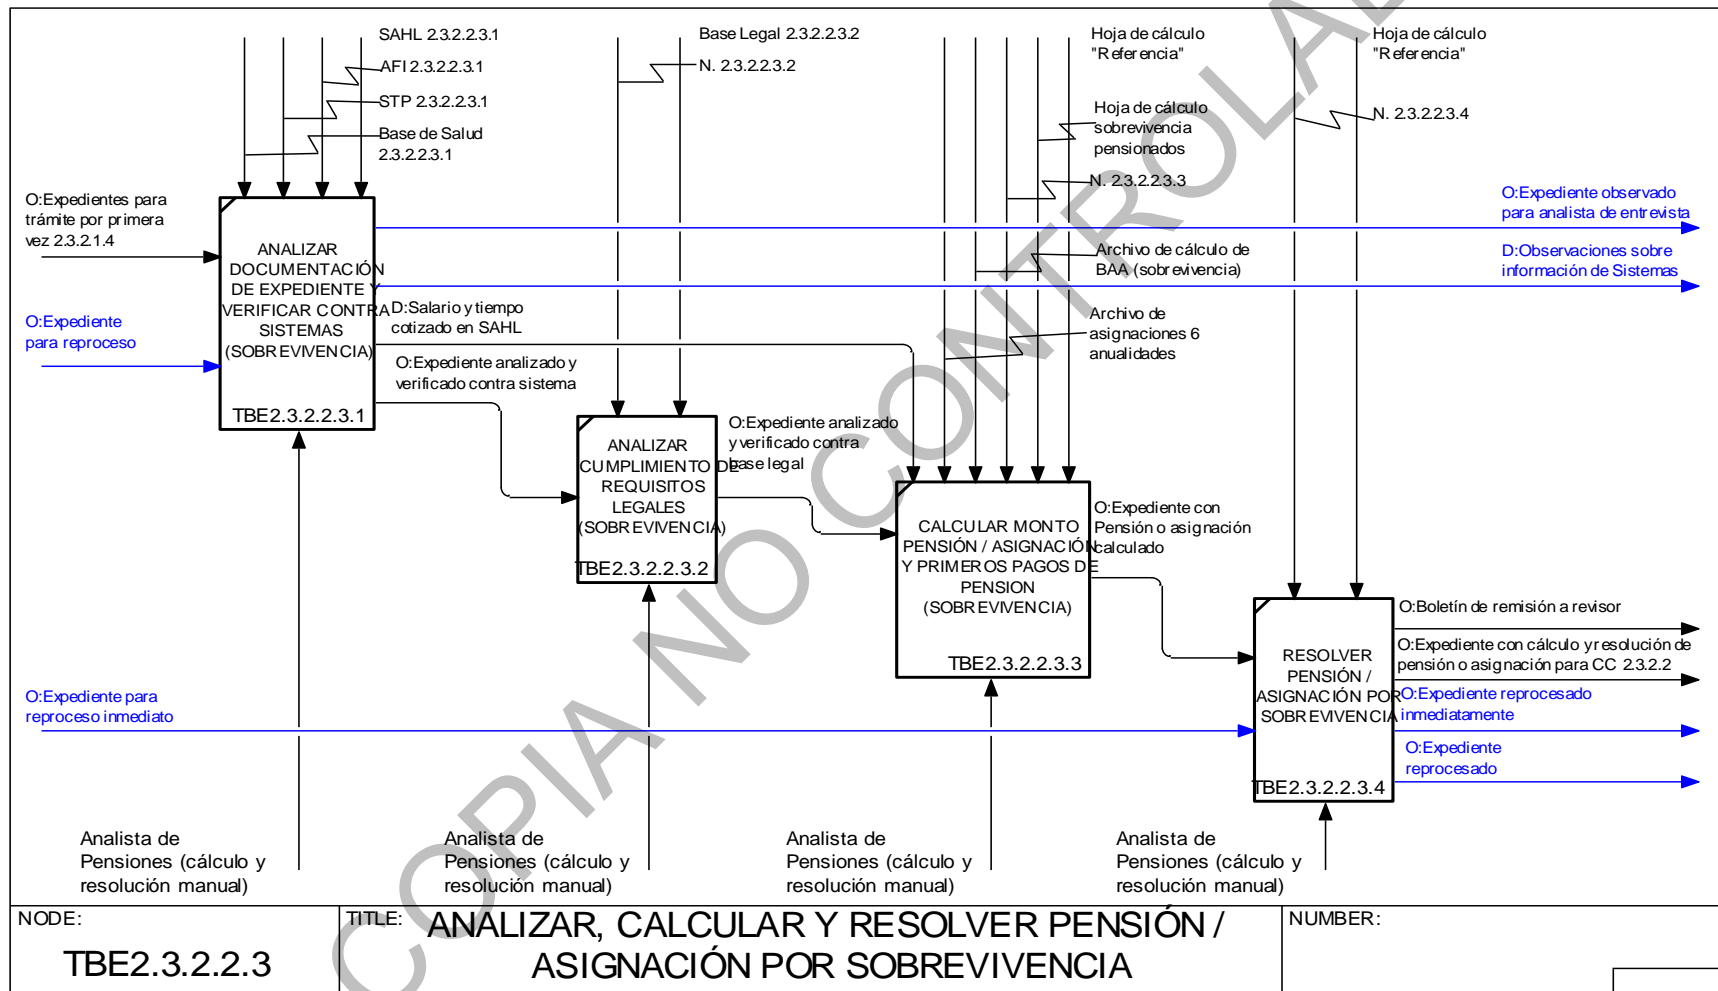 SAHL 2.3.2.2.3.1
AFI 2.3.2.2.3.1
STP 2.3.2.2.3.1
Base de Salud
2.3.2.2.3.1
Base Legal 2.3.2.2.3.2
N. 2.3.2.2.3.2
Hoja de cálculo
"Referencia"
Hoja de cálculo
sobrevivencia
pensionados
N. 2.3.2.2.3.3
Archivo de cálculo de
BAA (sobrevivencia)
Archivo de
asignaciones 6
anualidades
Hoja de cálculo
"Referencia"
N. 2.3.2.2.3.4
O:Expedientes para
trámite por primera
vez 2.3.2.1.4
O:Expediente
para reproceso
ANALIZAR
DOCUMENTACIÓN
DE EXPEDIENTE Y
VERIFICAR CONTRA
SISTEMAS
(SOBREVIVENCIA)
TBE2.3.2.2.3.1
O:Expediente observado
para analista de entrevista
D:Observaciones sobre
información de Sistemas
D:Salario y tiempo
cotizado en SAHL
O:Expediente analizado y
verificado contra sistema
ANALIZAR
CUMPLIMIENTO DE
REQUISITOS
LEGALES
(SOBREVIVENCIA)
TBE2.3.2.2.3.2
O:Expediente analizado
y verificado contra
base legal
CALCULAR MONTO
PENSIÓN / ASIGNACIÓN
Y PRIMEROS PAGOS DE
PENSION
(SOBREVIVENCIA)
TBE2.3.2.2.3.3
O:Expediente con
Pensión o asignación
calculado
RESOLVER
PENSIÓN /
ASIGNACIÓN POR
SOBREVIVENCIA
TBE2.3.2.2.3.4
O:Boletín de remisión a revisor
O:Expediente con cálculo y resolución de
pensión o asignación para CC 2.3.2.2
O:Expediente reprocesado
inmediatamente
O:Expediente
reprocesado
O:Expediente para
reproceso inmediato
Analista de
Pensiones (cálculo y
resolución manual)
Analista de
Pensiones (cálculo y
resolución manual)
Analista de
Pensiones (cálculo y
resolución manual)
Analista de
Pensiones (cálculo y
resolución manual)
NODE:
TBE2.3.2.2.3
TITLE:
ANALIZAR, CALCULAR Y RESOLVER PENSIÓN /
ASIGNACIÓN POR SOBREVIVENCIA
NUMBER:
COPIA NO CONTROLA